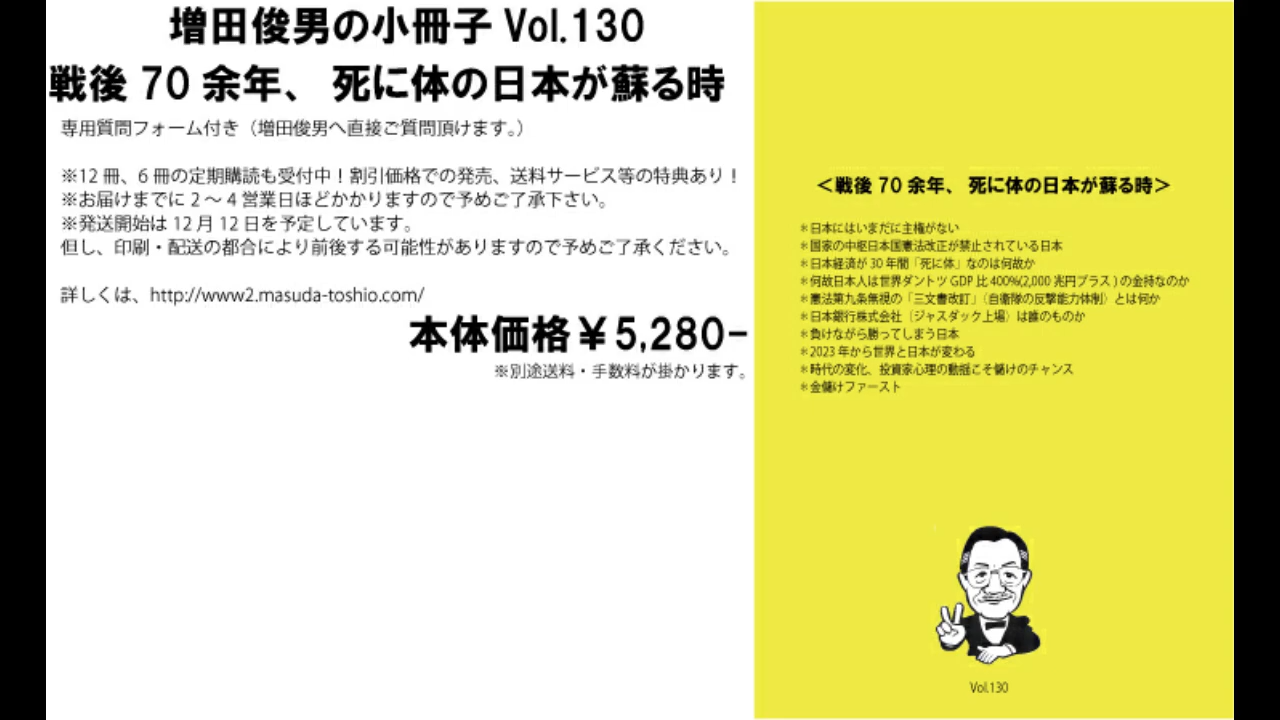 増田俊男の小冊子 Vol.130
戦後 70 余年、 死に体の日本が蘇る時
専用質問フォーム付き（増田俊男へ直接ご質問頂けます。）
※12 冊、6 冊の定期購読も受付中！割引価格での発売、送料サービス等の特典あり！
※お届けまでに 2 〜 4 営業日ほどかかりますので予めご了承下さい。
※発送開始は 12 月 12 日を予定しています。
但し、印刷・配送の都合により前後する可能性がありますので予めご了承ください。
詳しくは、http://www2.masuda-toshio.com/
本体価格￥5,280-
※別途送料・手数料が掛かります。
＜戦後 70 余年、 死に体の日本が蘇る時＞
＊日本にはいまだに主権がない
＊国家の中枢日本国憲法改正が禁止されている日本
＊日本経済が 30 年間「死に体」なのは何故か
＊何故日本人は世界ダントツ GDP 比 400%(2,000 兆円プラス ) の金持なのか
＊憲法第九条無視の「三文書改訂」（自衛隊の反撃能力体制）とは何か
＊日本銀行株式会社（ジャスダック上場）は誰のものか
＊負けながら勝ってしまう日本
＊2023 年から世界と日本が変わる
＊時代の変化、投資家心理の動揺こそ儲けのチャンス
＊金儲けファースト
Vol.130